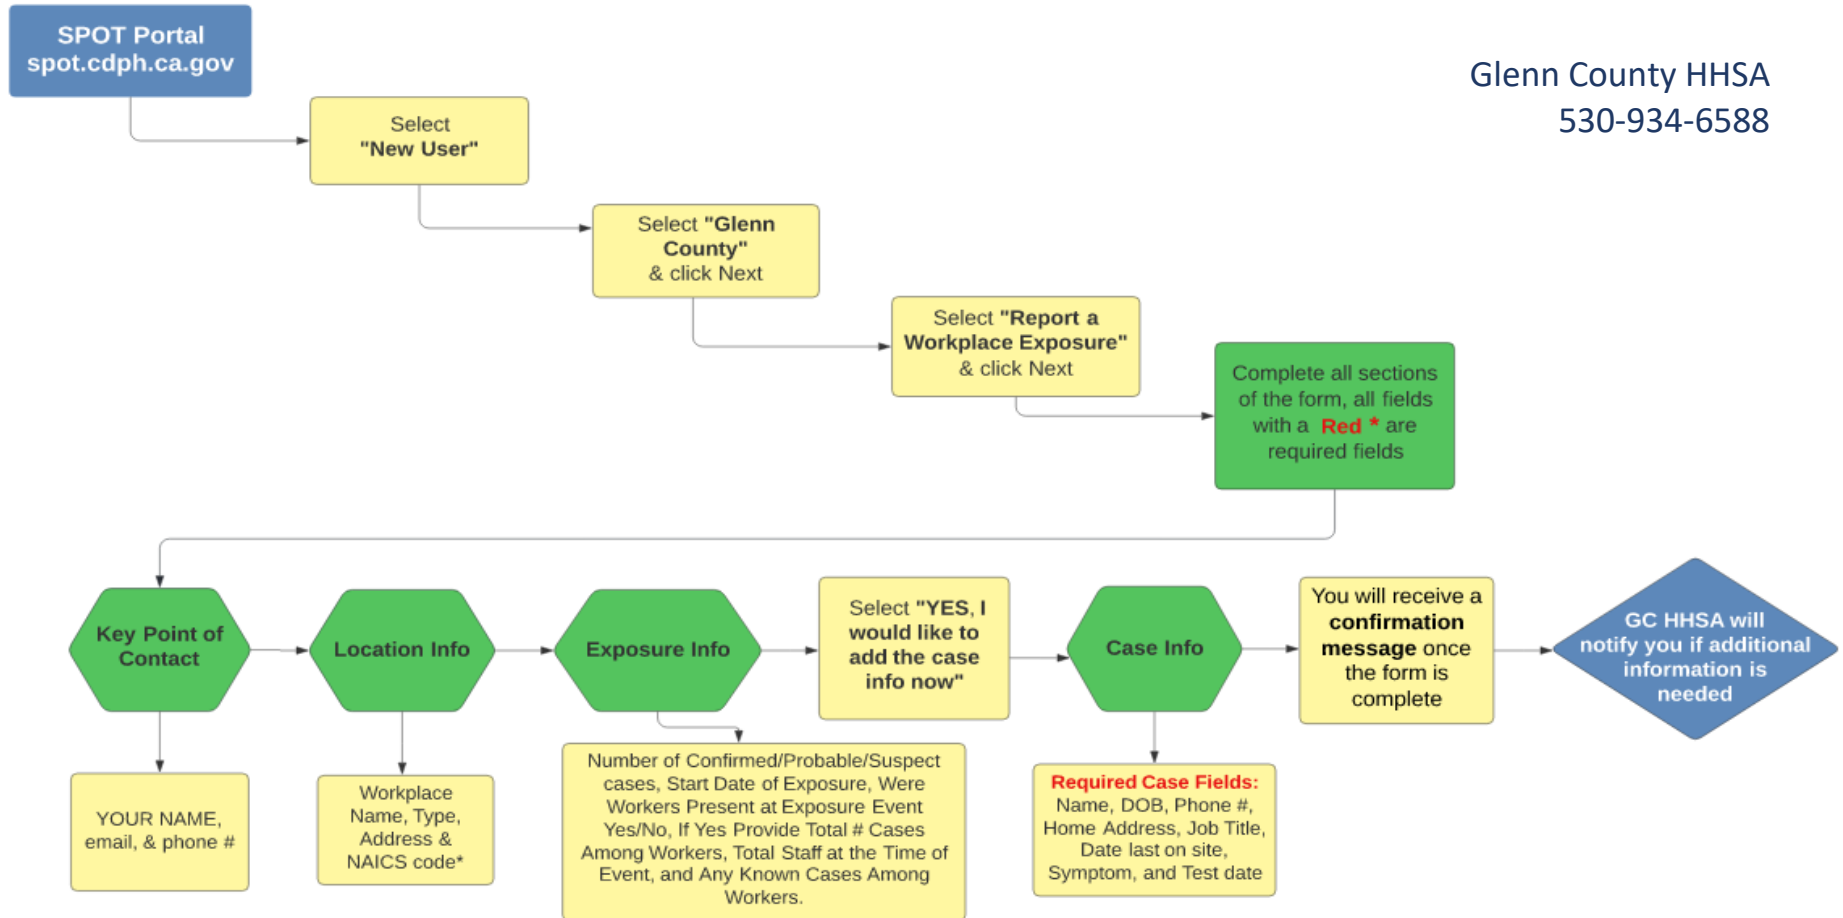 SPOT Portal
spot.cdph.ca.gov
Glenn County HHSA
530-934-6588
Select
"New User"
Select "Glenn
County"
& click Next
Select "Report a
Workplace Exposure"
& click Next
Complete all sections
of the form, all fields
with a Red * are
required fields
Key Point of
Contact
Location Info
Exposure Info
Select "YES, I
would like to
add the case
info now"
Case Info
You will receive a
confirmation
message once
the form is
complete
GC HHSA will
notify you if additional
information is
needed
YOUR NAME,
email, & phone #
Workplace
Name, Type,
Address &
NAICS code*
Number of Confirmed/Probable/Suspect
cases, Start Date of Exposure, Were
Workers Present at Exposure Event
Yes/No, If Yes Provide Total # Cases
Among Workers, Total Staff at the Time of
Event, and Any Known Cases Among
Workers.
Required Case Fields:
Name, DOB, Phone #,
Home Address, Job Title,
Date last on site,
Symptom, and Test date